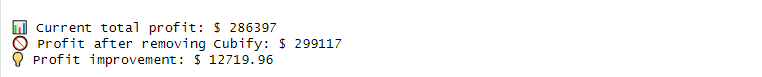 📊 Current total profit: $ 286397
🚫 Profit after removing Cubify: $ 299117
💡 Profit improvement: $ 12719.96